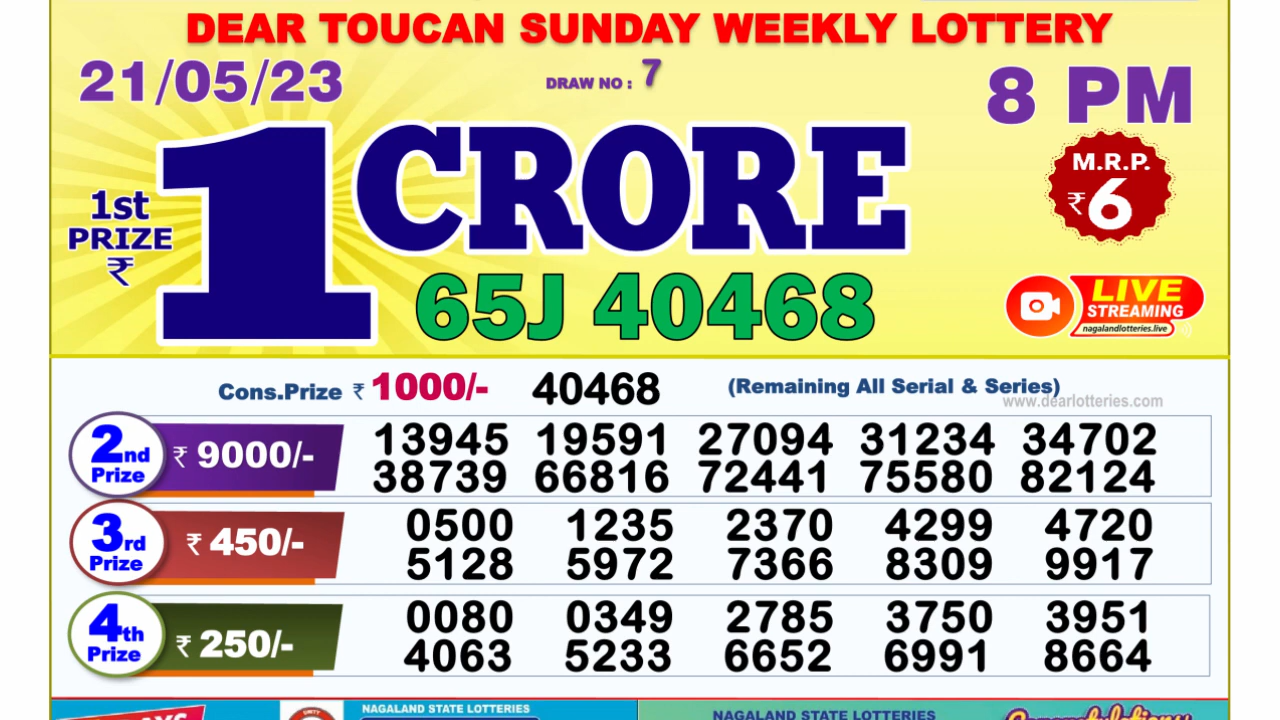 DEAR TOUCAN SUNDAY WEEKLY LOTTERY
21/05/23
DRAW NO : 7
8 PM
1st
PRIZE
₹
1 CRORE
65J 40468
M.R.P.
₹6
LIVE
STREAMING
nagalandlotteries.live
Cons.Prize ₹ 1000/- 40468 (Remaining All Serial & Series)
www.dearlotteries.com
2nd Prize ₹ 9000/-
13945 19591 27094 31234 34702
38739 66816 72441 75580 82124
3rd Prize ₹ 450/-
0500 1235 2370 4299 4720
5128 5972 7366 8309 9917
4th Prize ₹ 250/-
0080 0349 2785 3750 3951
4063 5233 6652 6991 8664
NAGALAND STATE LOTTERIES
NAGALAND STATE LOTTERIES
Congratulations